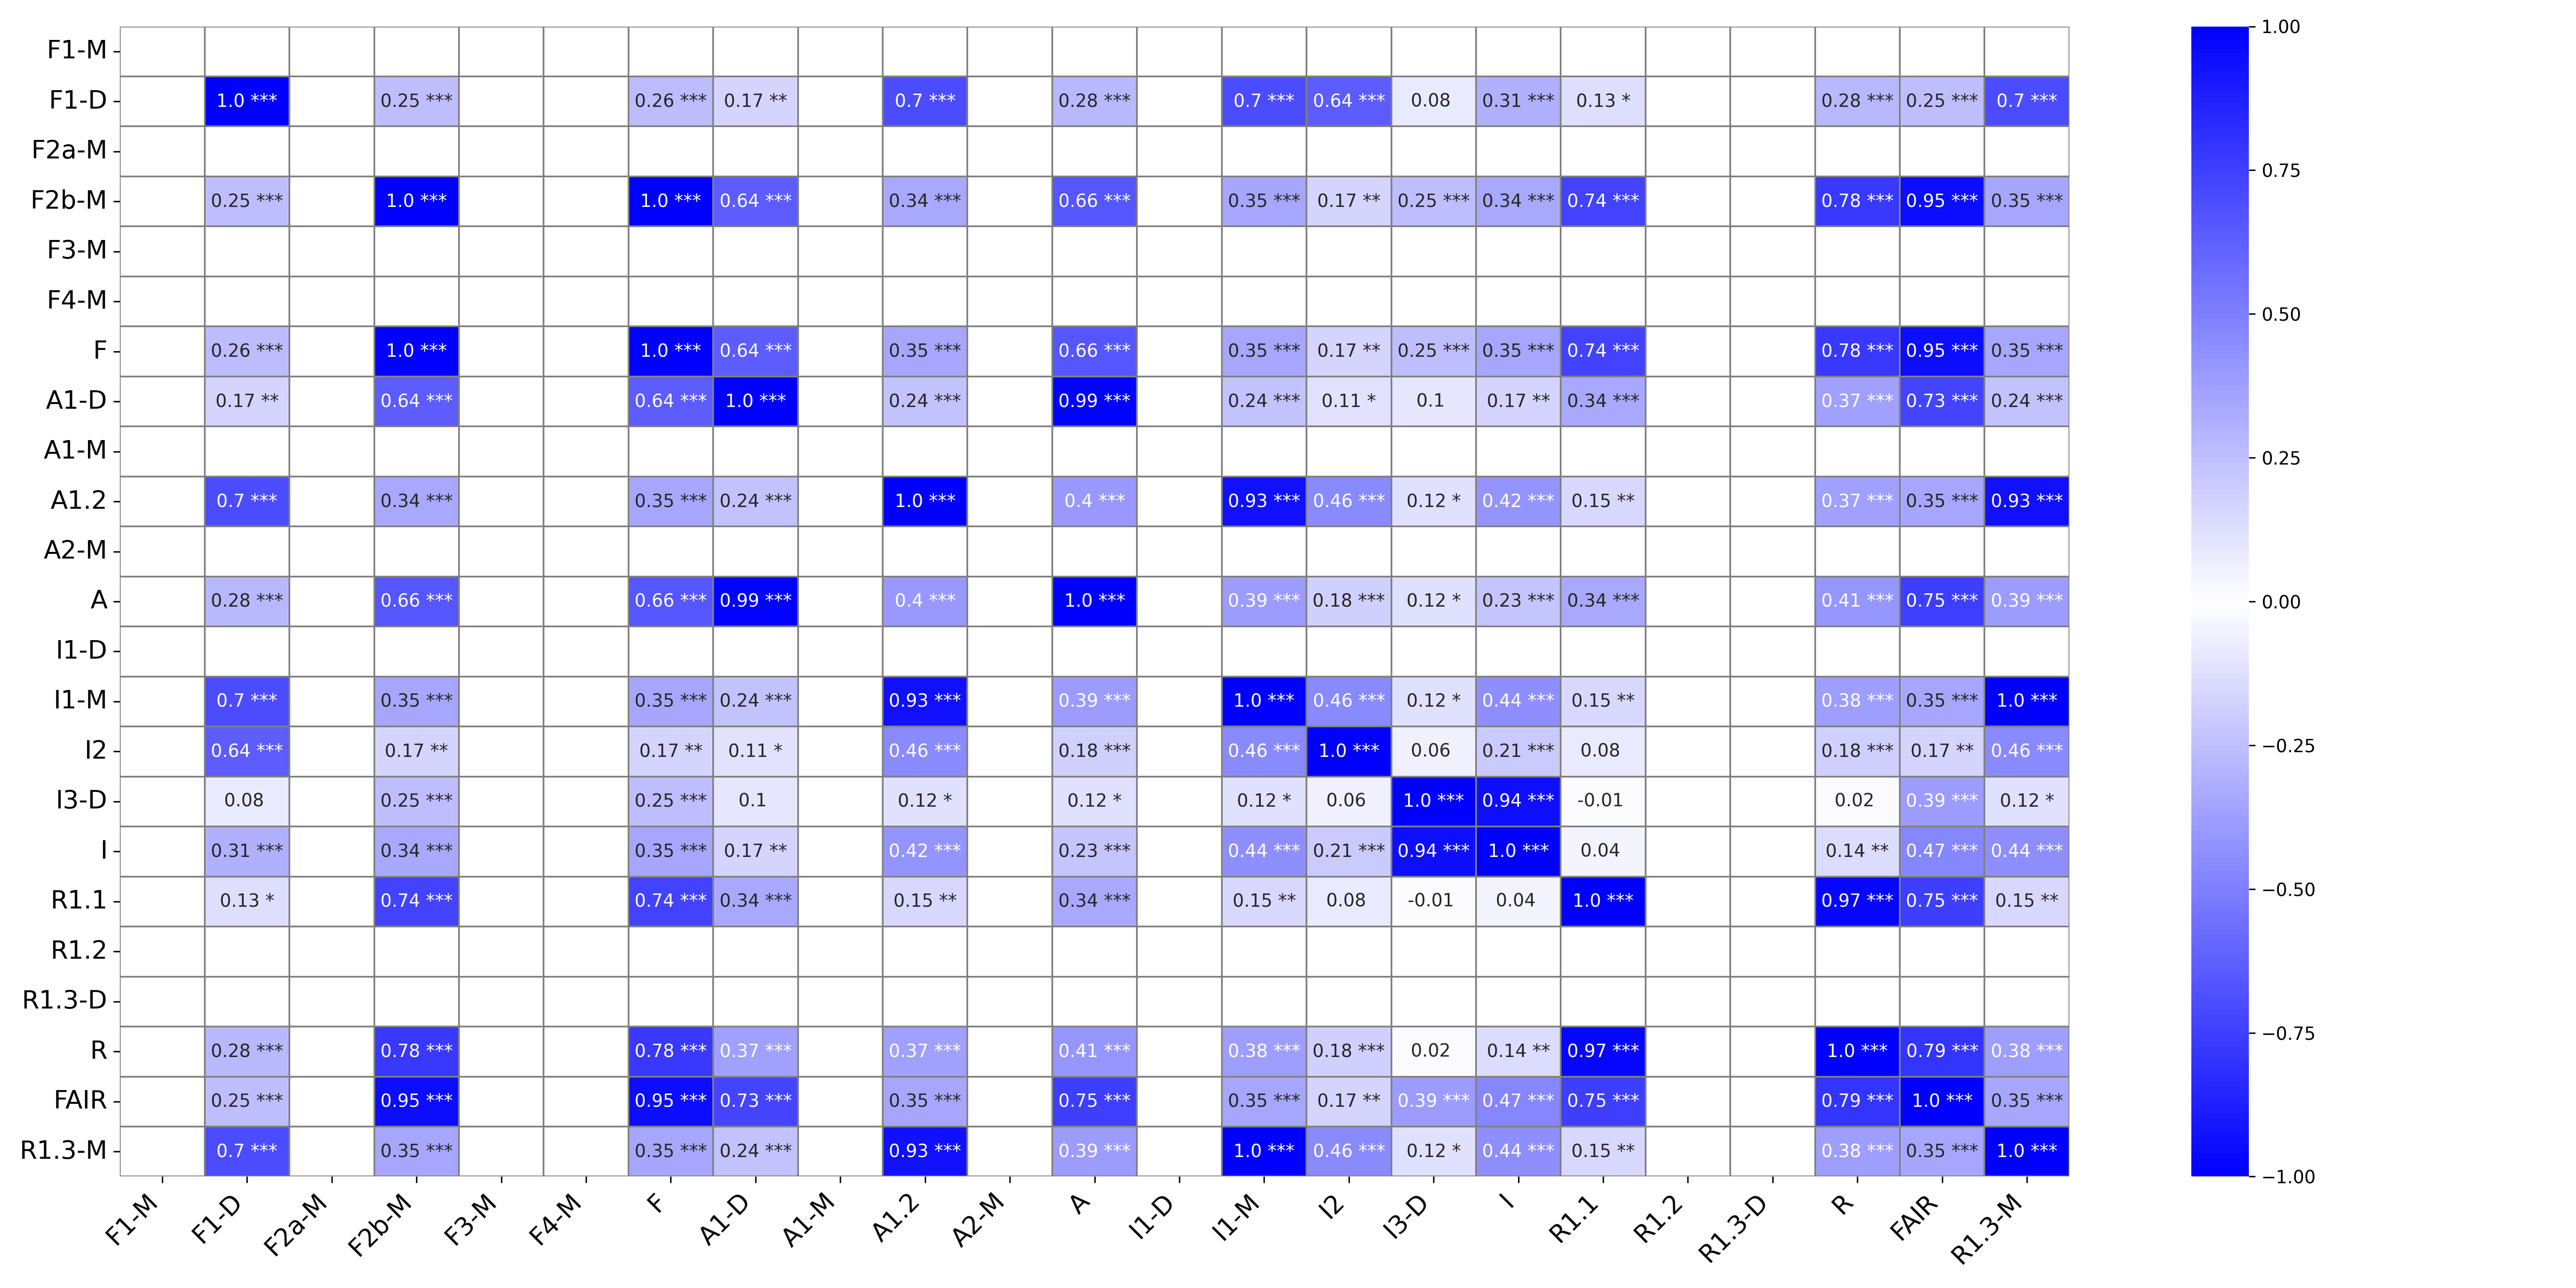 F1-M
F1-D 1.0 *** 0.25 *** 0.26 *** 0.17 ** 0.7 *** 0.28 *** 0.7 *** 0.64 *** 0.08 0.31 *** 0.13 * 0.28 *** 0.25 *** 0.7 ***
F2a-M
F2b-M 0.25 *** 1.0 *** 1.0 *** 0.64 *** 0.34 *** 0.66 *** 0.35 *** 0.17 ** 0.25 *** 0.34 *** 0.74 *** 0.78 *** 0.95 *** 0.35 ***
F3-M
F4-M
F 0.26 *** 1.0 *** 1.0 *** 0.64 *** 0.35 *** 0.66 *** 0.35 *** 0.17 ** 0.25 *** 0.35 *** 0.74 *** 0.78 *** 0.95 *** 0.35 ***
A1-D 0.17 ** 0.64 *** 0.64 *** 1.0 *** 0.24 *** 0.99 *** 0.24 *** 0.11 * 0.1 0.17 ** 0.34 *** 0.37 *** 0.73 *** 0.24 ***
A1-M
A1.2 0.7 *** 0.34 *** 0.35 *** 0.24 *** 1.0 *** 0.4 *** 0.93 *** 0.46 *** 0.12 * 0.42 *** 0.15 ** 0.37 *** 0.35 *** 0.93 ***
A2-M
A 0.28 *** 0.66 *** 0.66 *** 0.99 *** 0.4 *** 1.0 *** 0.39 *** 0.18 *** 0.12 * 0.23 *** 0.34 *** 0.41 *** 0.75 *** 0.39 ***
I1-D
I1-M 0.7 *** 0.35 *** 0.35 *** 0.24 *** 0.93 *** 0.39 *** 1.0 *** 0.46 *** 0.12 * 0.44 *** 0.15 ** 0.38 *** 0.35 *** 1.0 ***
I2 0.64 *** 0.17 ** 0.17 ** 0.11 * 0.46 *** 0.18 *** 0.46 *** 1.0 *** 0.06 0.21 *** 0.08 0.18 *** 0.17 ** 0.46 ***
I3-D 0.08 0.25 *** 0.25 *** 0.1 0.12 * 0.12 * 0.12 * 0.06 1.0 *** 0.94 *** -0.01 0.02 0.39 *** 0.12 *
I 0.31 *** 0.34 *** 0.35 *** 0.17 ** 0.42 *** 0.23 *** 0.44 *** 0.21 *** 0.94 *** 1.0 *** 0.04 0.14 ** 0.47 *** 0.44 ***
R1.1 0.13 * 0.74 *** 0.74 *** 0.34 *** 0.15 ** 0.34 *** 0.15 ** 0.08 -0.01 0.04 1.0 *** 0.97 *** 0.75 *** 0.15 **
R1.2
R1.3-D
R 0.28 *** 0.78 *** 0.78 *** 0.37 *** 0.37 *** 0.41 *** 0.38 *** 0.18 *** 0.02 0.14 ** 0.97 *** 1.0 *** 0.79 *** 0.38 ***
FAIR 0.25 *** 0.95 *** 0.95 *** 0.73 *** 0.35 *** 0.75 *** 0.35 *** 0.17 ** 0.39 *** 0.47 *** 0.75 *** 0.79 *** 1.0 *** 0.35 ***
R1.3-M 0.7 *** 0.35 *** 0.35 *** 0.24 *** 0.93 *** 0.39 *** 1.0 *** 0.46 *** 0.12 * 0.44 *** 0.15 ** 0.38 *** 0.35 *** 1.0 ***
F1-M F1-D F2a-M F2b-M F3-M F4-M F A1-D A1-M A1.2 A2-M A I1-D I1-M I2 I3-D I R1.1 R1.2 R1.3-D R FAIR R1.3-M
1.00
0.75
0.50
0.25
0.00
−0.25
−0.50
−0.75
−1.00